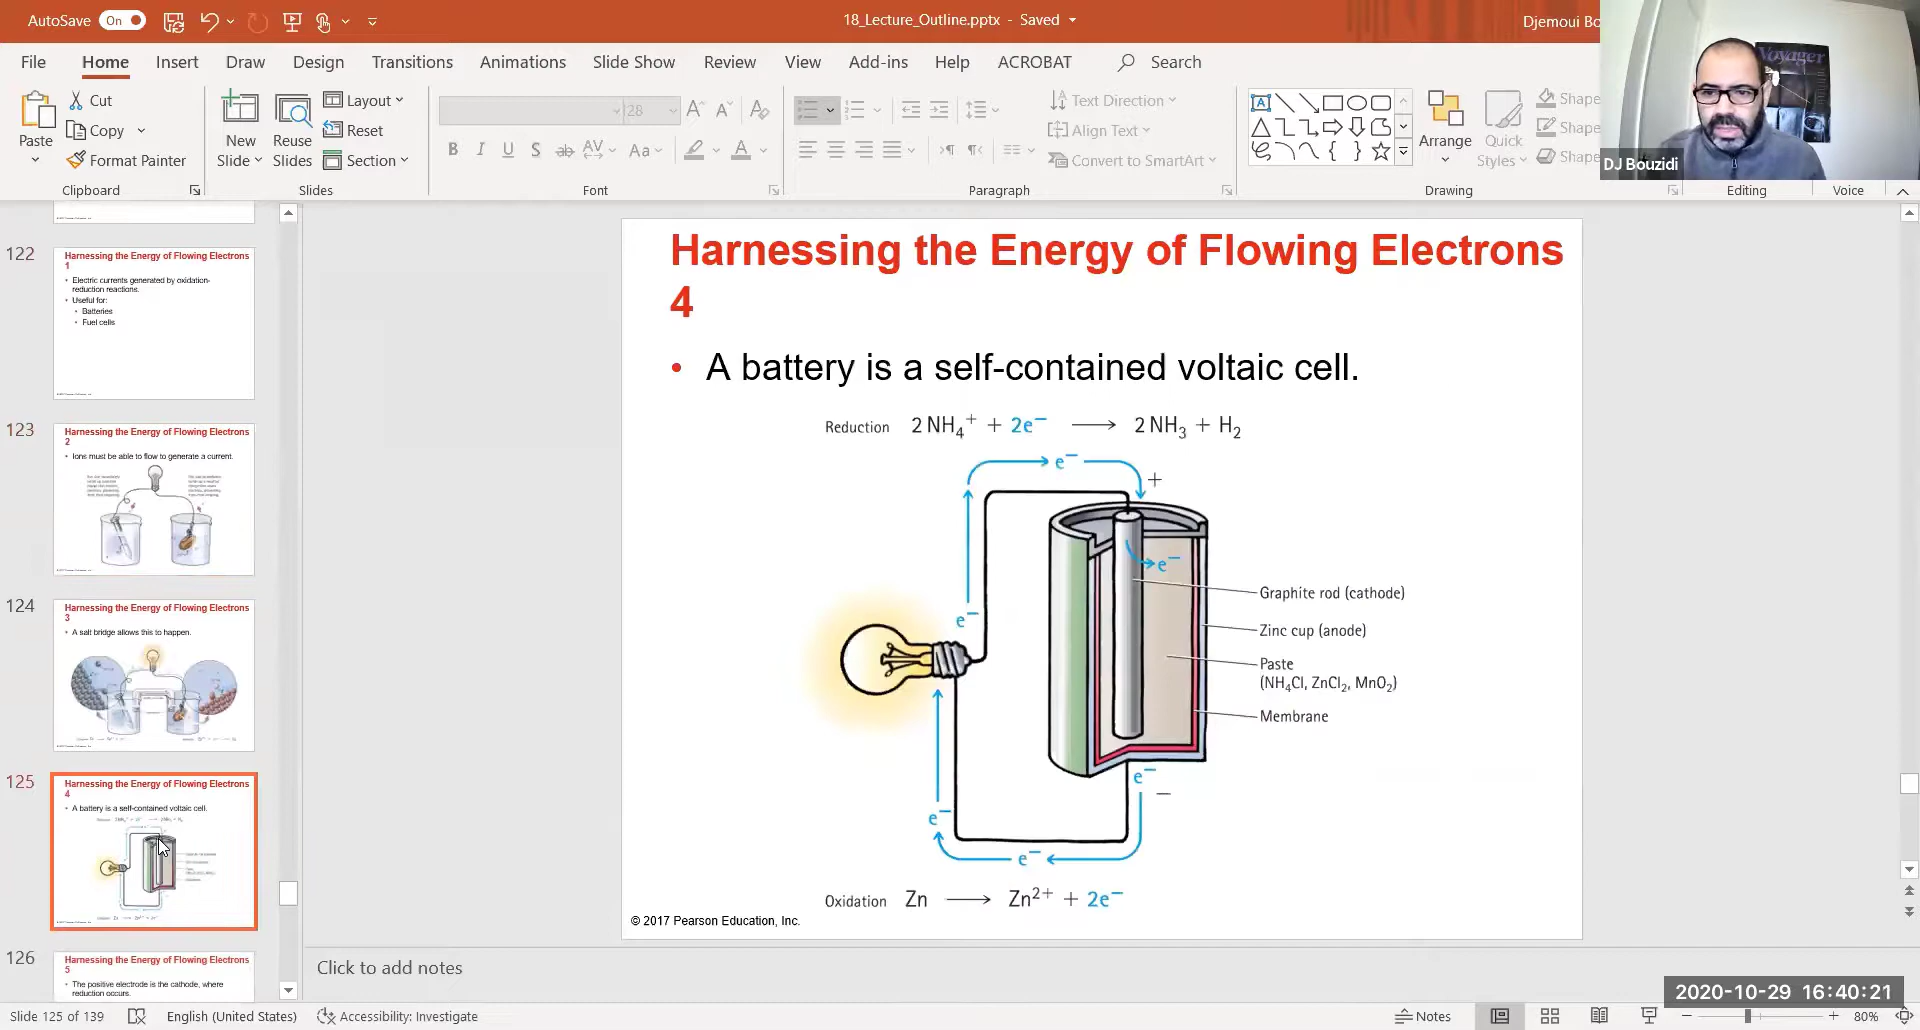 AutoSave On 18_Lecture_Outline.pptx - Saved Djemoui Bo
File Home Insert Draw Design Transitions Animations Slide Show Review View Add-ins Help ACROBAT Search
Paste
Cut
Copy
Format Painter
Clipboard
New
Slide
Reuse
Slides
Layout
Reset
Section
Slides
28
B I U S ab AV Aa A
Font
Text Direction
Align Text
Convert to SmartArt
Paragraph
Arrange
Quick
Styles
Shape
Shape
Shape
Drawing
Editing
Voice
Voyager
DJ Bouzidi
122
Harnessing the Energy of Flowing Electrons
1
• Electric currents generated by oxidation-
reduction reactions.
• Useful for:
• Batteries
• Fuel cells
123
Harnessing the Energy of Flowing Electrons
2
• Ions must be able to flow to generate a current.
124
Harnessing the Energy of Flowing Electrons
3
• A salt bridge allows this to happen.
125
Harnessing the Energy of Flowing Electrons
4
• A battery is a self-contained voltaic cell.
126
Harnessing the Energy of Flowing Electrons
5
• The positive electrode is the cathode, where
reduction occurs.
Harnessing the Energy of Flowing Electrons
4
• A battery is a self-contained voltaic cell.
Reduction 2 NH₄⁺ + 2e⁻ ⟶ 2 NH₃ + H₂
e⁻
+
e⁻
e⁻
Graphite rod (cathode)
Zinc cup (anode)
Paste
(NH₄Cl, ZnCl₂, MnO₂)
Membrane
e⁻
−
e⁻
e⁻
Oxidation Zn ⟶ Zn²⁺ + 2e⁻
© 2017 Pearson Education, Inc.
Click to add notes
2020-10-29 16:40:21
Slide 125 of 139 English (United States) Accessibility: Investigate Notes 80%